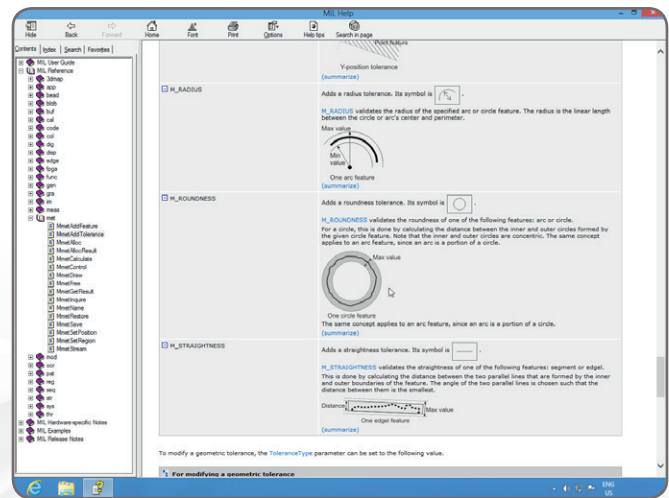 MIL Help
Hide
Back
Forward
Home
Font
Print
Options
Help tips
Search in page
Contents
Index
Search
Favorites
MIL User Guide
MIL Reference
3dmap
app
bead
blob
buf
cal
code
col
dig
disp
edge
fpga
func
gen
gra
im
meas
met
MmetAddFeature
MmetAddTolerance
MmetAlloc
MmetAllocResult
MmetCalculate
MmetControl
MmetDraw
MmetFree
MmetGetResult
MmetInquire
MmetName
MmetRestore
MmetSave
MmetSetPosition
MmetSetRegion
MmetStream
mod
ocr
pat
reg
seq
str
sys
thr
MIL Hardware-specific Notes
MIL Examples
MIL Release Notes
Point feature
Y-position tolerance
(summarize)
M_RADIUS
Adds a radius tolerance. Its symbol is .
M_RADIUS validates the radius of the specified arc or circle feature. The radius is the linear length
between the circle or arc's center and perimeter.
Max value
Min
value
One arc feature
(summarize)
M_ROUNDNESS
Adds a roundness tolerance. Its symbol is .
M_ROUNDNESS validates the roundness of one of the following features: arc or circle.
For a circle, this is done by calculating the distance between the inner and outer circles formed by
the given circle feature. Note that the inner and outer circles are concentric. The same concept
applies to an arc feature, since an arc is a portion of a circle.
Max value
One circle feature
The same concept applies to an arc feature, since an arc is a portion of a circle.
(summarize)
M_STRAIGHTNESS
Adds a straightness tolerance. Its symbol is .
M_STRAIGHTNESS validates the straightness of one of the following features: segment or edgel.
This is done by calculating the distance between the two parallel lines that are formed by the inner
and outer boundaries of the feature. The angle of the two parallel lines is chosen such that the
distance between them is the smallest.
Distance
Max value
One edgel feature
(summarize)
To modify a geometric tolerance, the ToleranceType parameter can be set to the following value.
For modifying a geometric tolerance
ENG
US